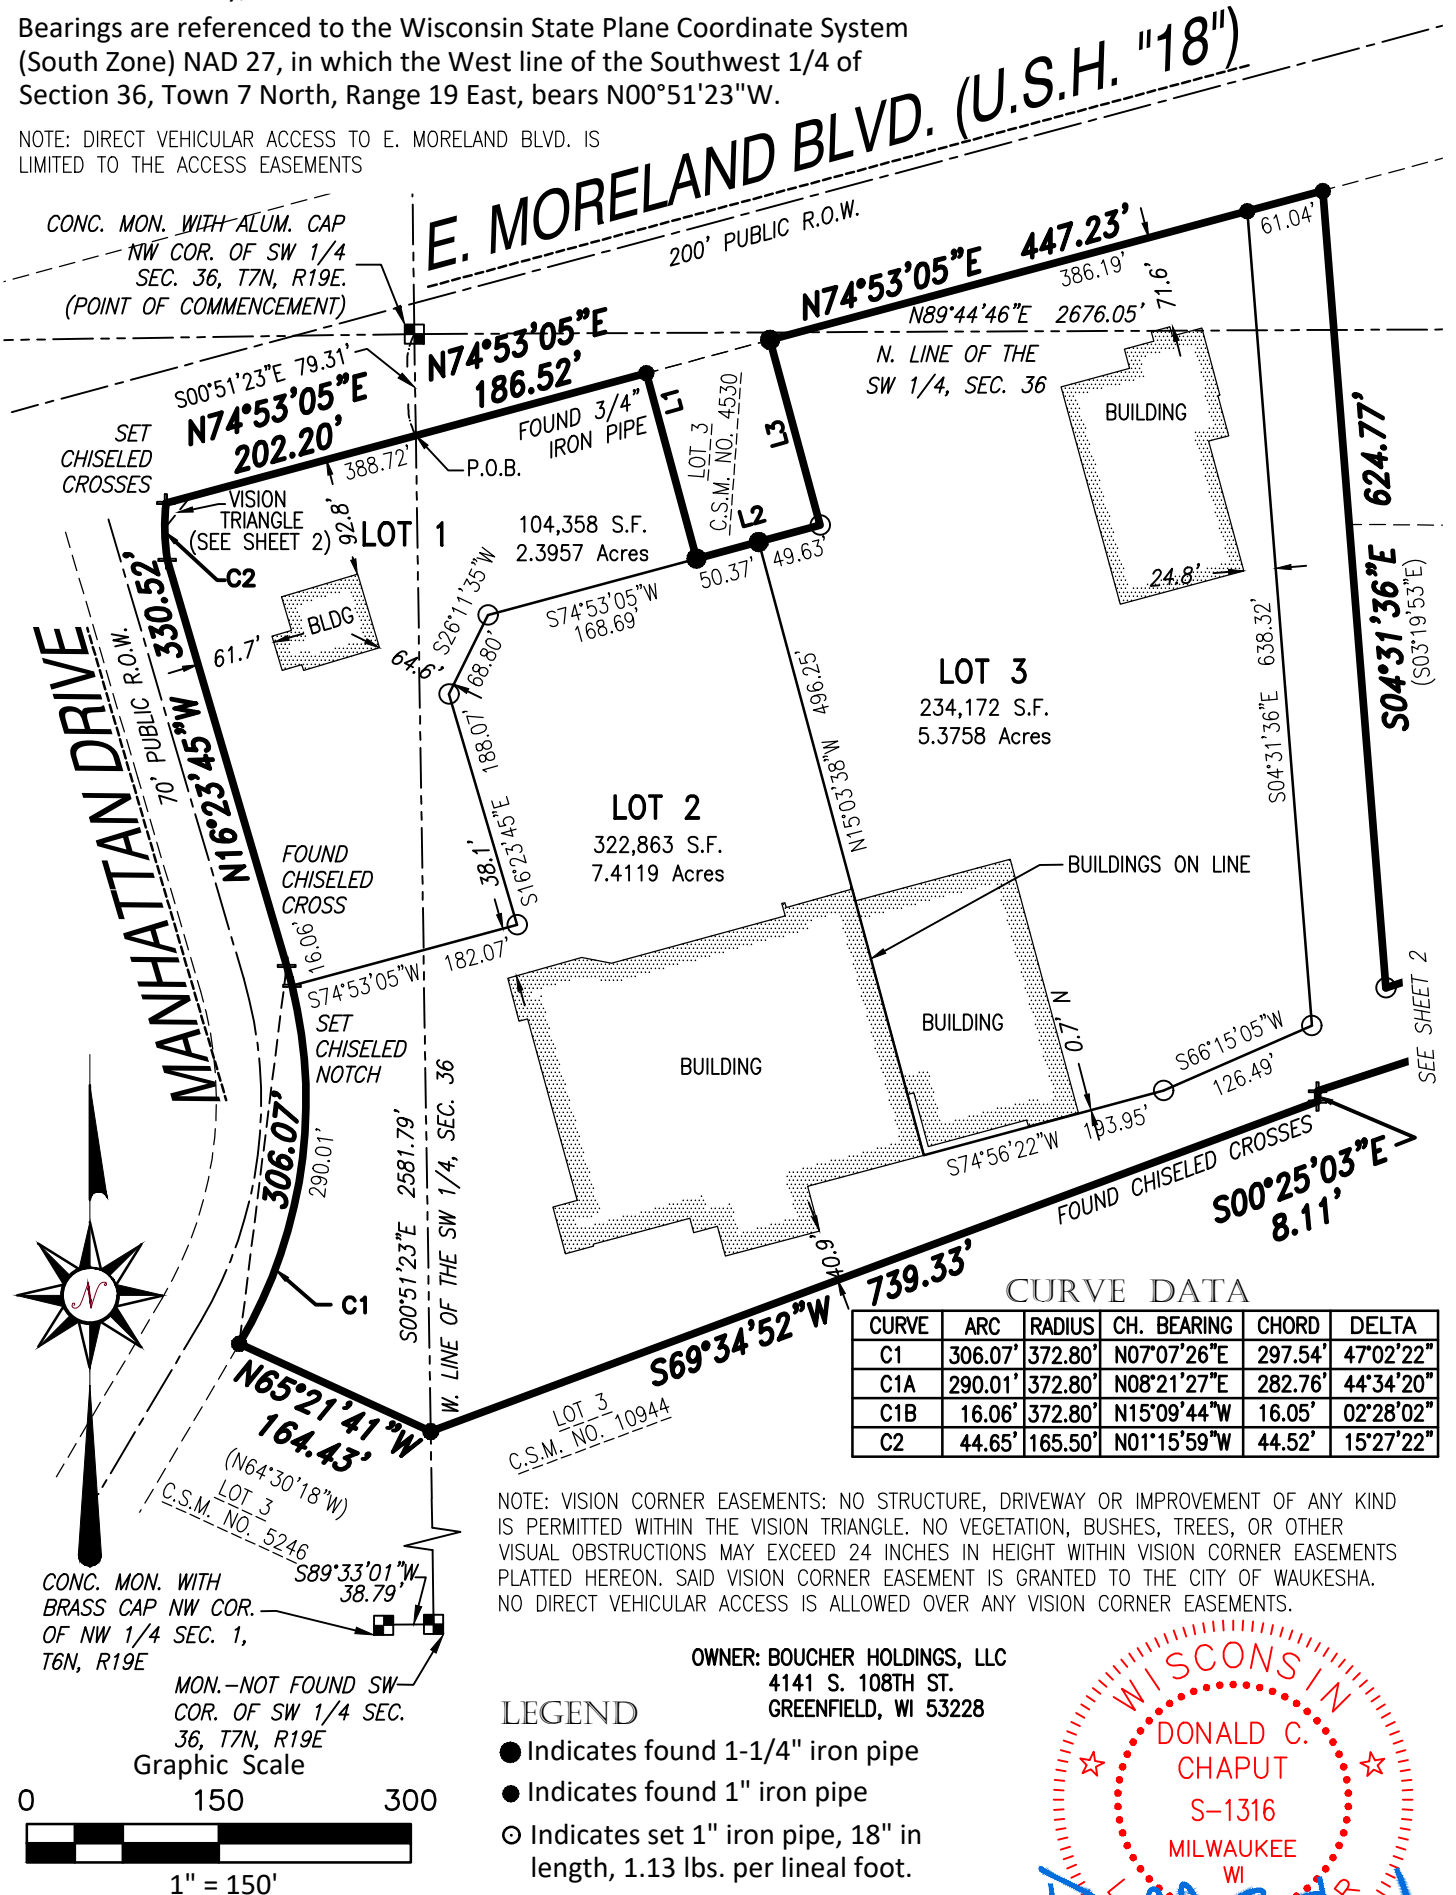 Bearings are referenced to the Wisconsin State Plane Coordinate System
(South Zone) NAD 27, in which the West line of the Southwest 1/4 of
Section 36, Town 7 North, Range 19 East, bears N00°51'23"W.
NOTE: DIRECT VEHICULAR ACCESS TO E. MORELAND BLVD. IS
LIMITED TO THE ACCESS EASEMENTS
E. MORELAND BLVD. (U.S.H. "18")
200' PUBLIC R.O.W.
CONC. MON. WITH ALUM. CAP
NW COR. OF SW 1/4
SEC. 36, T7N, R19E.
(POINT OF COMMENCEMENT)
N74°53'05"E 447.23'
386.19'
61.04'
71.6'
N89°44'46"E 2676.05'
N. LINE OF THE
SW 1/4, SEC. 36
S00°51'23"E 79.31'
N74°53'05"E
202.20'
N74°53'05"E
186.52'
388.72'
FOUND 3/4"
IRON PIPE
P.O.B.
L1
LOT 3
C.S.M. NO. 4530
L3
L2
50.37'
49.63'
SET
CHISELED
CROSSES
VISION
TRIANGLE
(SEE SHEET 2)
92.8'
C2
LOT 1
104,358 S.F.
2.3957 Acres
BLDG
61.7'
64.6'
S26°11'35"W
68.80'
S74°53'05"W
168.69'
BUILDING
24.8'
624.77'
S04°31'36"E
(S03°19'53"E)
S04°31'36"E 638.32'
330.52'
N16°23'45"W
70' PUBLIC R.O.W.
MANHATTAN DRIVE
S16°23'45"E 188.07'
38.1'
N15°03'38"W 496.25'
LOT 3
234,172 S.F.
5.3758 Acres
LOT 2
322,863 S.F.
7.4119 Acres
BUILDINGS ON LINE
FOUND
CHISELED
CROSS
16.06'
S74°53'05"W 182.07'
SET
CHISELED
NOTCH
BUILDING
BUILDING
0.7' N
S66°15'05"W
126.49'
S74°56'22"W 193.95'
SEE SHEET 2
306.07'
290.01'
C1
S00°51'23"E 2581.79'
W. LINE OF THE SW 1/4, SEC. 36
FOUND CHISELED CROSSES
S00°25'03"E
8.11'
40.9'
S69°34'52"W 739.33'
N
N65°21'41"W
164.43'
(N64°30'18"W)
LOT 3
C.S.M. NO. 5246
LOT 3
C.S.M. NO. 10944
CURVE DATA
CURVE ARC RADIUS CH. BEARING CHORD DELTA
C1 306.07' 372.80' N07°07'26"E 297.54' 47°02'22"
C1A 290.01' 372.80' N08°21'27"E 282.76' 44°34'20"
C1B 16.06' 372.80' N15°09'44"W 16.05' 02°28'02"
C2 44.65' 165.50' N01°15'59"W 44.52' 15°27'22"
NOTE: VISION CORNER EASEMENTS: NO STRUCTURE, DRIVEWAY OR IMPROVEMENT OF ANY KIND
IS PERMITTED WITHIN THE VISION TRIANGLE. NO VEGETATION, BUSHES, TREES, OR OTHER
VISUAL OBSTRUCTIONS MAY EXCEED 24 INCHES IN HEIGHT WITHIN VISION CORNER EASEMENTS
PLATTED HEREON. SAID VISION CORNER EASEMENT IS GRANTED TO THE CITY OF WAUKESHA.
NO DIRECT VEHICULAR ACCESS IS ALLOWED OVER ANY VISION CORNER EASEMENTS.
S89°33'01"W
38.79'
CONC. MON. WITH
BRASS CAP NW COR.
OF NW 1/4 SEC. 1,
T6N, R19E
MON.-NOT FOUND SW
COR. OF SW 1/4 SEC.
36, T7N, R19E
OWNER: BOUCHER HOLDINGS, LLC
4141 S. 108TH ST.
GREENFIELD, WI 53228
LEGEND
Indicates found 1-1/4" iron pipe
Indicates found 1" iron pipe
Indicates set 1" iron pipe, 18" in
length, 1.13 lbs. per lineal foot.
Graphic Scale
0 150 300
1" = 150'
WISCONSIN
DONALD C.
CHAPUT
S-1316
MILWAUKEE
WI